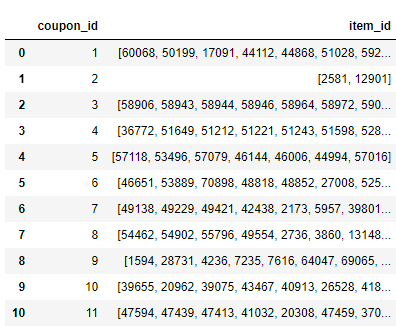 coupon_id item_id
0 1 [60068, 50199, 17091, 44112, 44868, 51028, 592...
1 2 [2581, 12901]
2 3 [58906, 58943, 58944, 58946, 58964, 58972, 590...
3 4 [36772, 51649, 51212, 51221, 51243, 51598, 528...
4 5 [57118, 53496, 57079, 46144, 46006, 44994, 57016]
5 6 [46651, 53889, 70898, 48818, 48852, 27008, 525...
6 7 [49138, 49229, 49421, 42438, 2173, 5957, 39801...
7 8 [54462, 54902, 55796, 49554, 2736, 3860, 13148...
8 9 [1594, 28731, 4236, 7235, 7616, 64047, 69065, ...
9 10 [39655, 20962, 39075, 43467, 40913, 26528, 418...
10 11 [47594, 47439, 47413, 41032, 20308, 47459, 370...